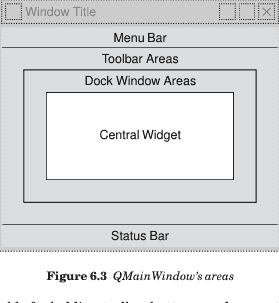 Window Title
Menu Bar
Toolbar Areas
Dock Window Areas
Central Widget
Status Bar
Figure 6.3 QMainWindow's areas